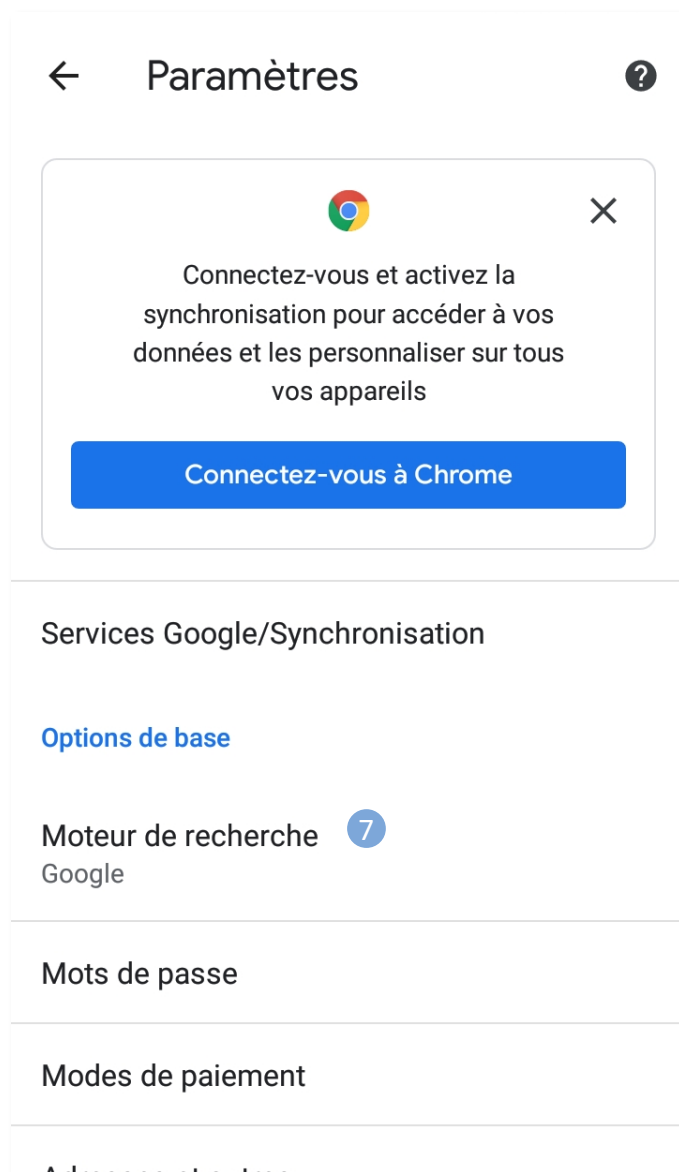 Paramètres
Connectez-vous et activez la
synchronisation pour accéder à vos
données et les personnaliser sur tous
vos appareils
Connectez-vous à Chrome
Services Google/Synchronisation
Options de base
Moteur de recherche 7
Google
Mots de passe
Modes de paiement